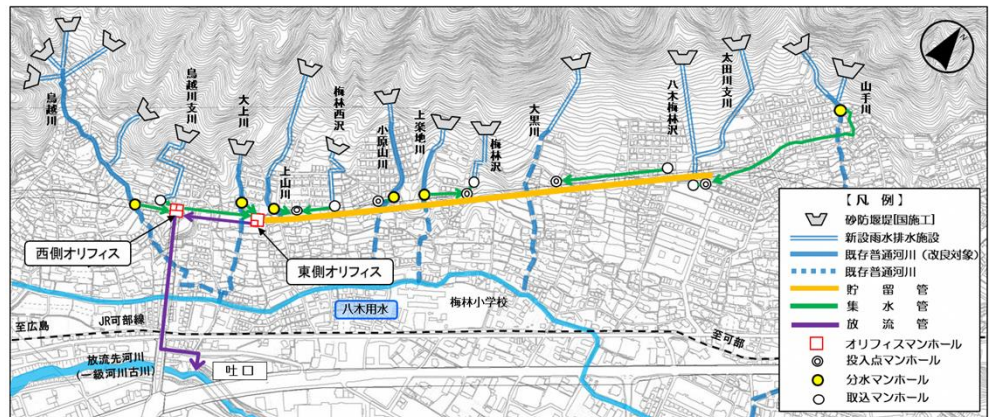 鳥越川
鳥越川支川
大上川
上山川
梅林西沢
小原山川
上楽地川
梅林沢
大黒川
八木梅林沢
太田川支川
山手川
N
西側オリフィス
東側オリフィス
八木用水
梅林小学校
至広島
JR可部線
至可部
放流先河川
(一級河川古川)
吐口
【凡例】
砂防堰堤[国施工]
新設雨水排水施設
既存普通河川(改良対象)
既存普通河川
貯留管
集水管
放流管
オリフィスマンホール
投入点マンホール
分水マンホール
取込マンホール